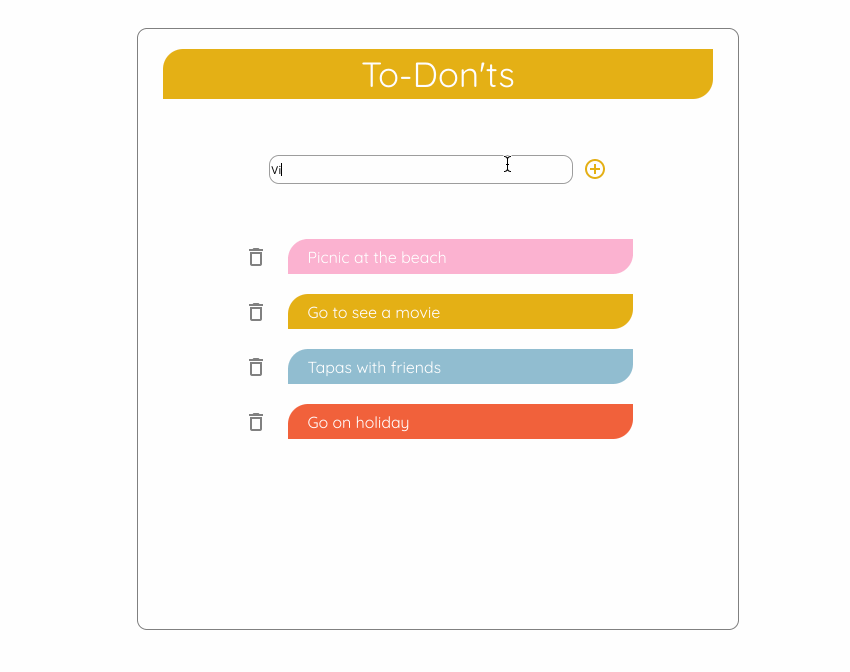 To-Don'ts
vi
Picnic at the beach
Go to see a movie
Tapas with friends
Go on holiday